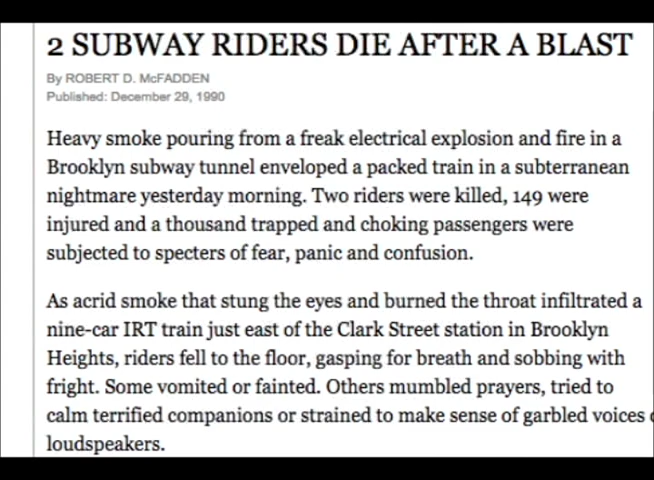 2 SUBWAY RIDERS DIE AFTER A BLAST
By ROBERT D. McFADDEN
Published: December 29, 1990
Heavy smoke pouring from a freak electrical explosion and fire in a
Brooklyn subway tunnel enveloped a packed train in a subterranean
nightmare yesterday morning. Two riders were killed, 149 were
injured and a thousand trapped and choking passengers were
subjected to specters of fear, panic and confusion.
As acrid smoke that stung the eyes and burned the throat infiltrated a
nine-car IRT train just east of the Clark Street station in Brooklyn
Heights, riders fell to the floor, gasping for breath and sobbing with
fright. Some vomited or fainted. Others mumbled prayers, tried to
calm terrified companions or strained to make sense of garbled voices
loudspeakers.